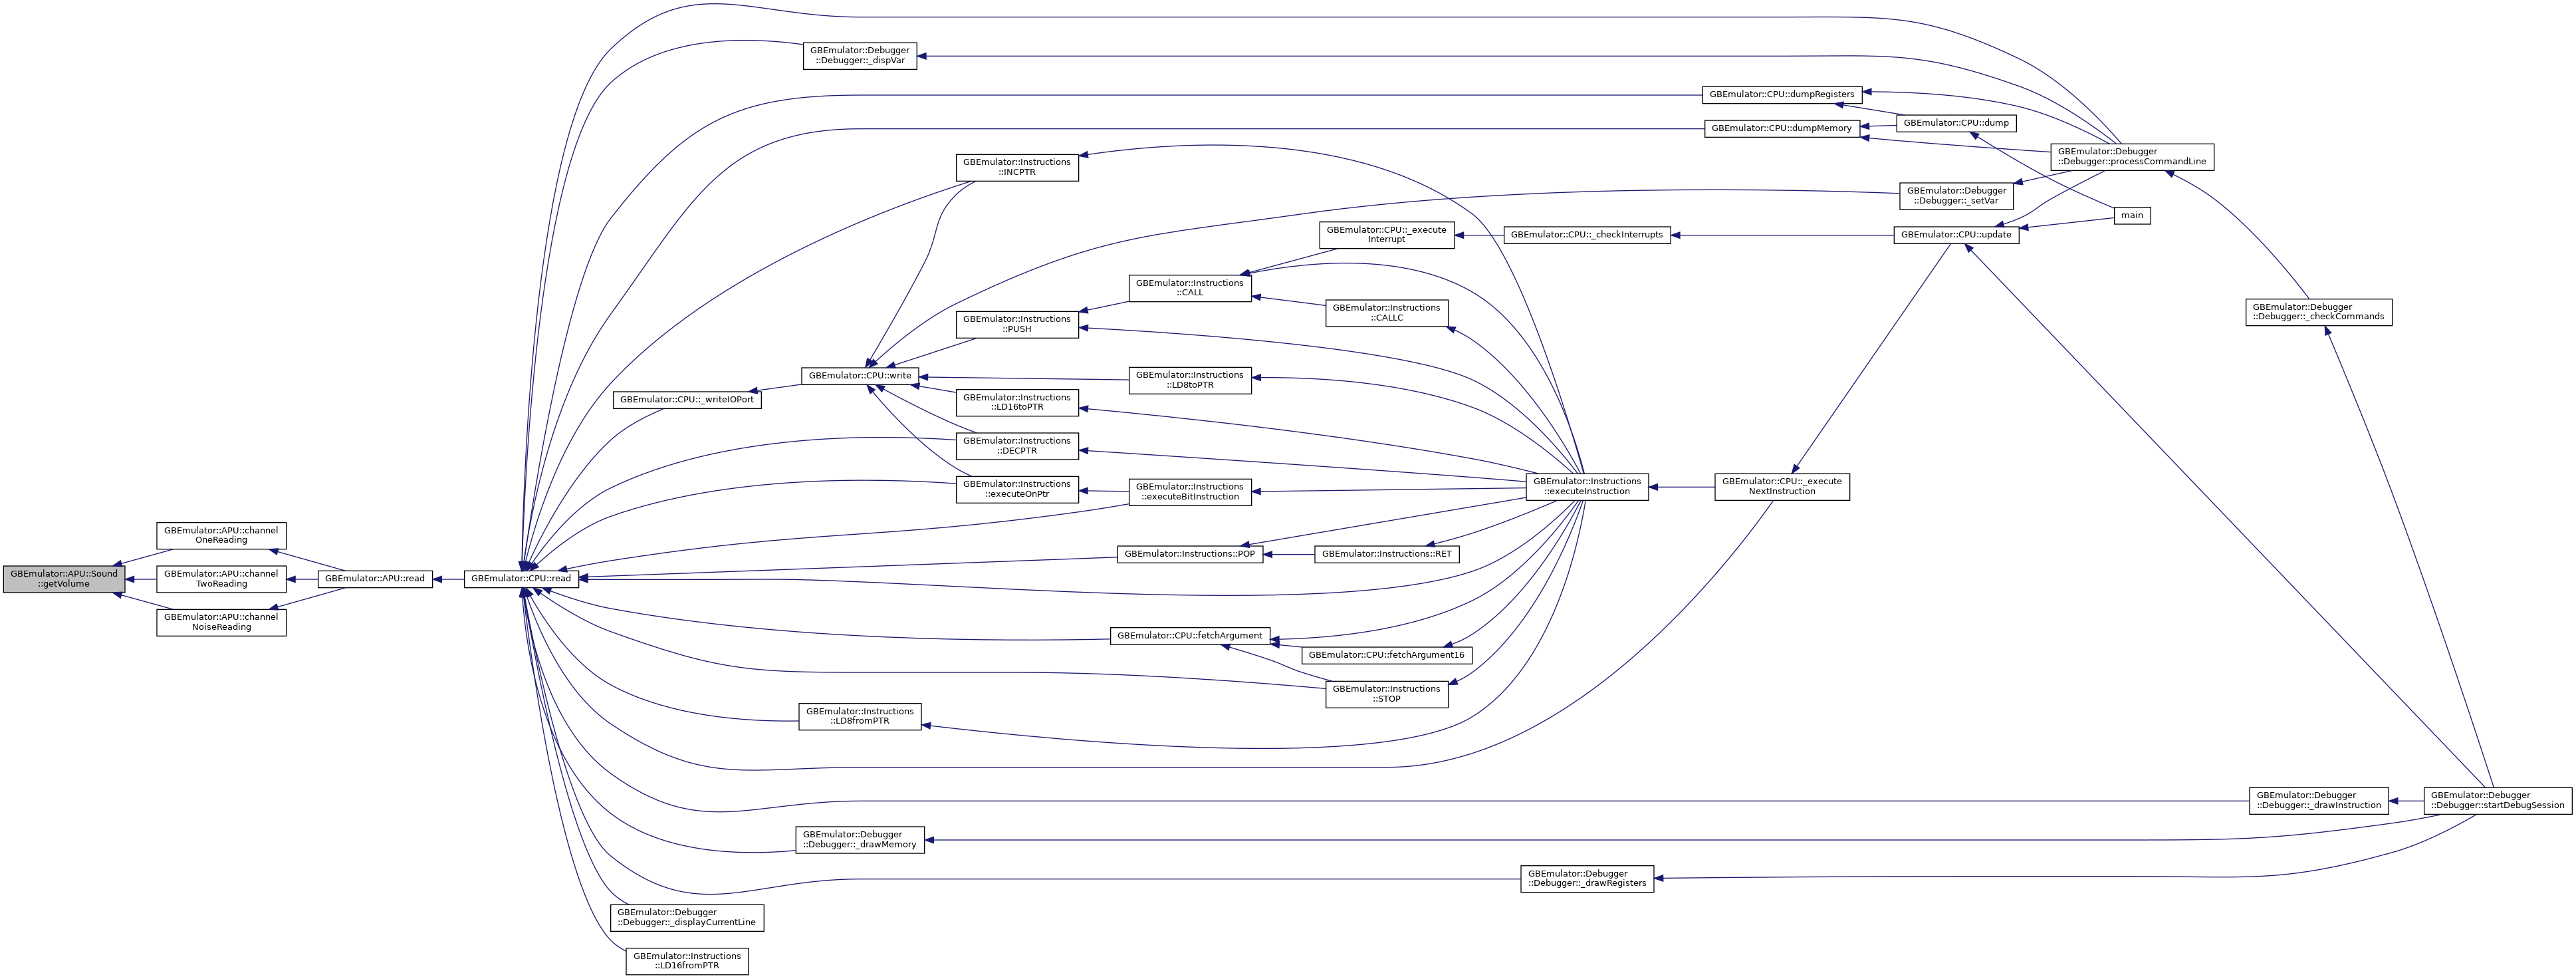 GBEmulator::APU::Sound
::getVolume
GBEmulator::APU::channel
OneReading
GBEmulator::APU::channel
TwoReading
GBEmulator::APU::channel
NoiseReading
GBEmulator::APU::read
GBEmulator::CPU::read
GBEmulator::Debugger
::Debugger::_dispVar
GBEmulator::CPU::dumpRegisters
GBEmulator::CPU::dumpMemory
GBEmulator::CPU::dump
GBEmulator::Debugger
::Debugger::processCommandLine
GBEmulator::Instructions
::INCPTR
GBEmulator::Debugger
::Debugger::_setVar
main
GBEmulator::CPU::_execute
Interrupt
GBEmulator::CPU::_checkInterrupts
GBEmulator::CPU::update
GBEmulator::Instructions
::CALL
GBEmulator::Instructions
::CALLC
GBEmulator::Debugger
::Debugger::_checkCommands
GBEmulator::Instructions
::PUSH
GBEmulator::CPU::write
GBEmulator::Instructions
::LD8toPTR
GBEmulator::CPU::_writeIOPort
GBEmulator::Instructions
::LD16toPTR
GBEmulator::Instructions
::DECPTR
GBEmulator::Instructions
::executeOnPtr
GBEmulator::Instructions
::executeBitInstruction
GBEmulator::Instructions
::executeInstruction
GBEmulator::CPU::_execute
NextInstruction
GBEmulator::Instructions::POP
GBEmulator::Instructions::RET
GBEmulator::CPU::fetchArgument
GBEmulator::CPU::fetchArgument16
GBEmulator::Instructions
::STOP
GBEmulator::Instructions
::LD8fromPTR
GBEmulator::Debugger
::Debugger::_drawInstruction
GBEmulator::Debugger
::Debugger::startDebugSession
GBEmulator::Debugger
::Debugger::_drawMemory
GBEmulator::Debugger
::Debugger::_drawRegisters
GBEmulator::Debugger
::Debugger::_displayCurrentLine
GBEmulator::Instructions
::LD16fromPTR